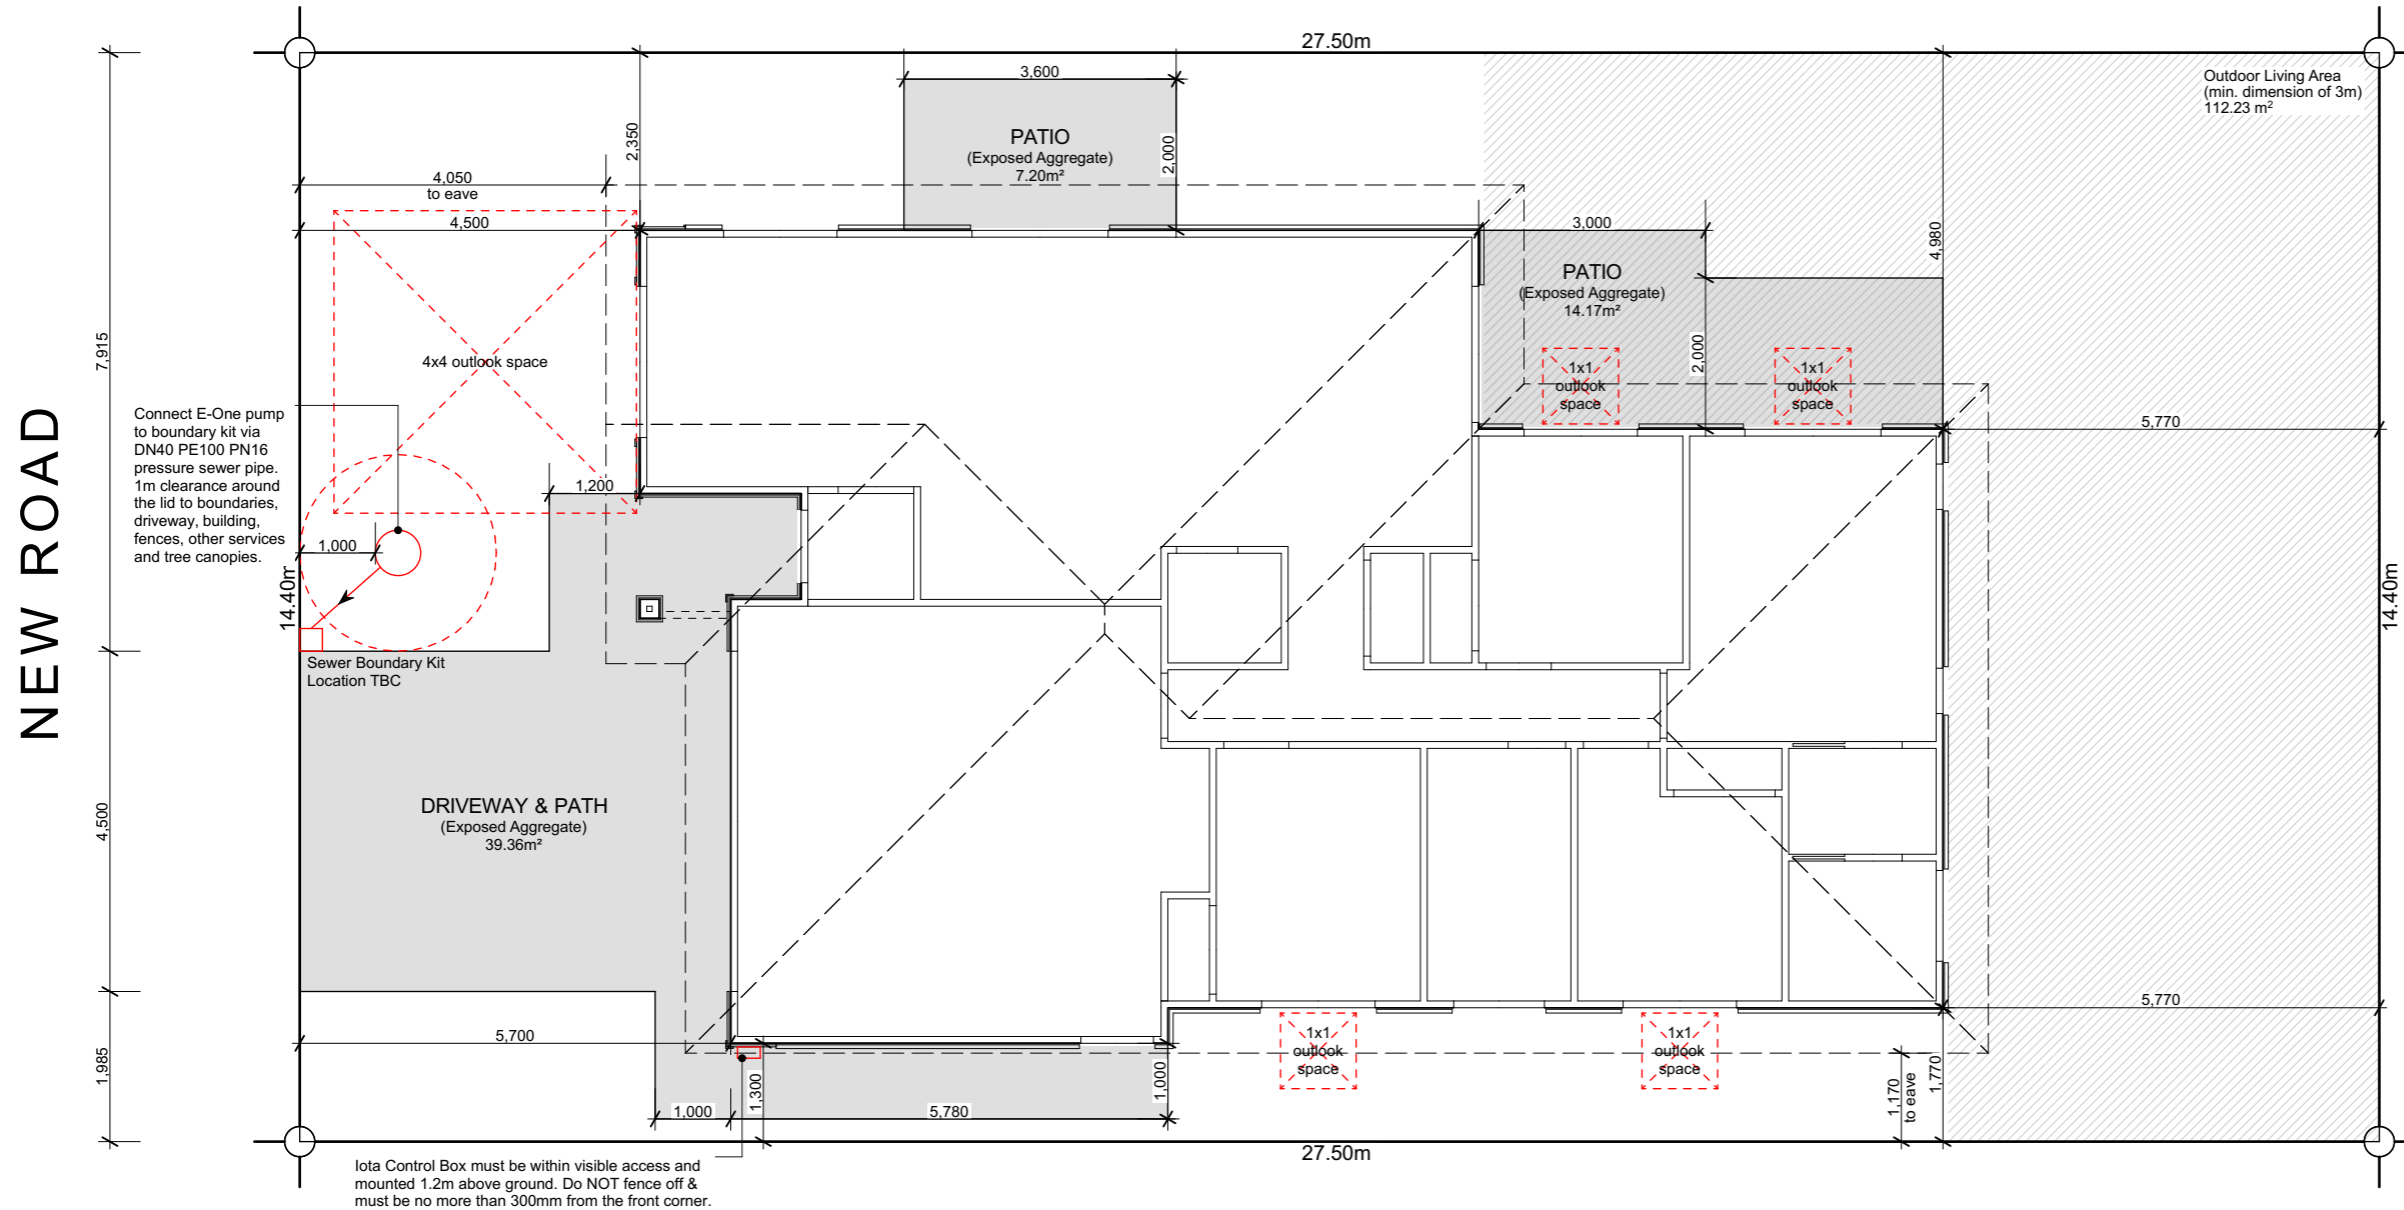 27.50m
Outdoor Living Area
(min. dimension of 3m)
112.23 m²
3,600
2,350
PATIO
(Exposed Aggregate)
7.20m²
2,000
4,050
to eave
4,500
3,000
4,980
PATIO
(Exposed Aggregate)
14.17m²
7,915
4x4 outlook space
2,000
1x1
outlook
space
1x1
outlook
space
NEW ROAD
Connect E-One pump
to boundary kit via
DN40 PE100 PN16
pressure sewer pipe.
1m clearance around
the lid to boundaries,
driveway, building,
fences, other services
and tree canopies.
5,770
1,200
1,000
14.40m
14.40m
Sewer Boundary Kit
Location TBC
4,500
DRIVEWAY & PATH
(Exposed Aggregate)
39.36m²
5,770
5,700
1x1
outlook
space
1x1
outlook
space
1,985
1,300
1,000
1,170
to eave
1,770
1,000
5,780
27.50m
Iota Control Box must be within visible access and
mounted 1.2m above ground. Do NOT fence off &
must be no more than 300mm from the front corner.